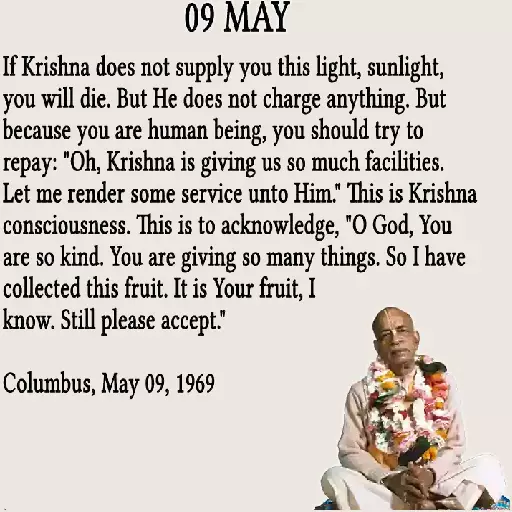 09 MAY
If Krishna does not supply you this light, sunlight,
you will die. But He does not charge anything. But
because you are human being, you should try to
repay: "Oh, Krishna is giving us so much facilities.
Let me render some service unto Him." This is Krishna
consciousness. This is to acknowledge, "O God, You
are so kind. You are giving so many things. So I have
collected this fruit. It is Your fruit, I
know. Still please accept."
Columbus, May 09, 1969